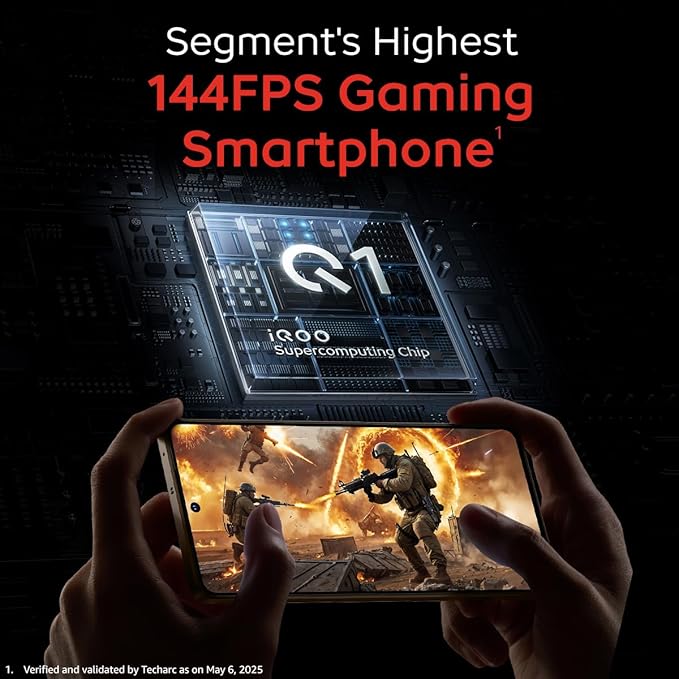 Segment's Highest
144FPS Gaming
Smartphone¹
Q1
iQOO
Supercomputing Chip
1. Verified and validated by Techarc as on May 6, 2025